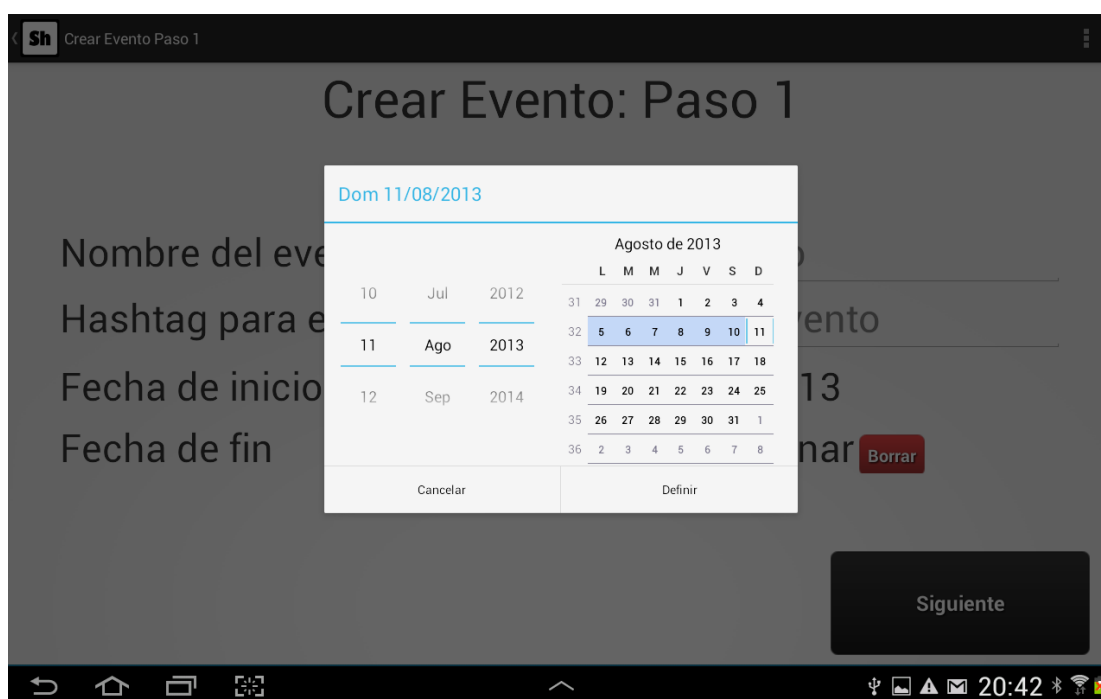 Sh Crear Evento Paso 1
Crear Evento: Paso 1
Dom 11/08/2013
Agosto de 2013
L M M J V S D
10 Jul 2012
31 29 30 31 1 2 3 4
32 5 6 7 8 9 10 11
11 Ago 2013
33 12 13 14 15 16 17 18
12 Sep 2014
34 19 20 21 22 23 24 25
35 26 27 28 29 30 31 1
36 2 3 4 5 6 7 8
Cancelar Definir
Nombre del eve
Hashtag para e vento
Fecha de inicio 13
Fecha de fin nar Borrar
Siguiente
20:42